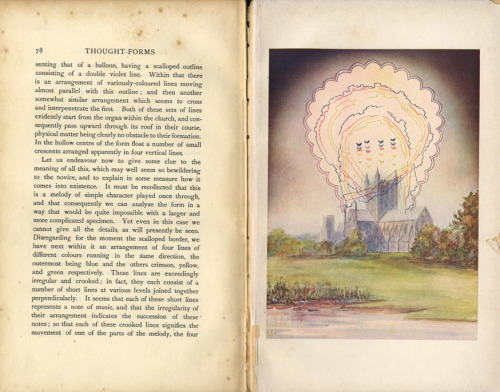 78 THOUGHT-FORMS
senting that of a balloon, having a scalloped outline
consisting of a double violet line. Within that there
is an arrangement of variously-coloured lines moving
almost parallel with this outline; and then another
somewhat similar arrangement which seems to cross
and interpenetrate the first. Both of these sets of lines
evidently start from the organ within the church, and con-
sequently pass upward through its roof in their course,
physical matter being clearly no obstacle to their formation.
In the hollow centre of the form float a number of small
crescents arranged apparently in four vertical lines.
Let us endeavour now to give some clue to the
meaning of all this, which may well seem so bewildering
to the novice, and to explain in some measure how it
comes into existence. It must be recollected that this
is a melody of simple character played once through,
and that consequently we can analyse the form in a
way that would be quite impossible with a larger and
more complicated specimen. Yet even in this case we
cannot give all the details, as will presently be seen.
Disregarding for the moment the scalloped border, we
have next within it an arrangement of four lines of
different colours running in the same direction, the
outermost being blue and the others crimson, yellow,
and green respectively. These lines are exceedingly
irregular and crooked; in fact, they each consist of a
number of short lines at various levels joined together
perpendicularly. It seems that each of these short lines
represents a note of music, and that the irregularity of
their arrangement indicates the succession of these
notes; so that each of these crooked lines signifies the
movement of one of the parts of the melody, the four